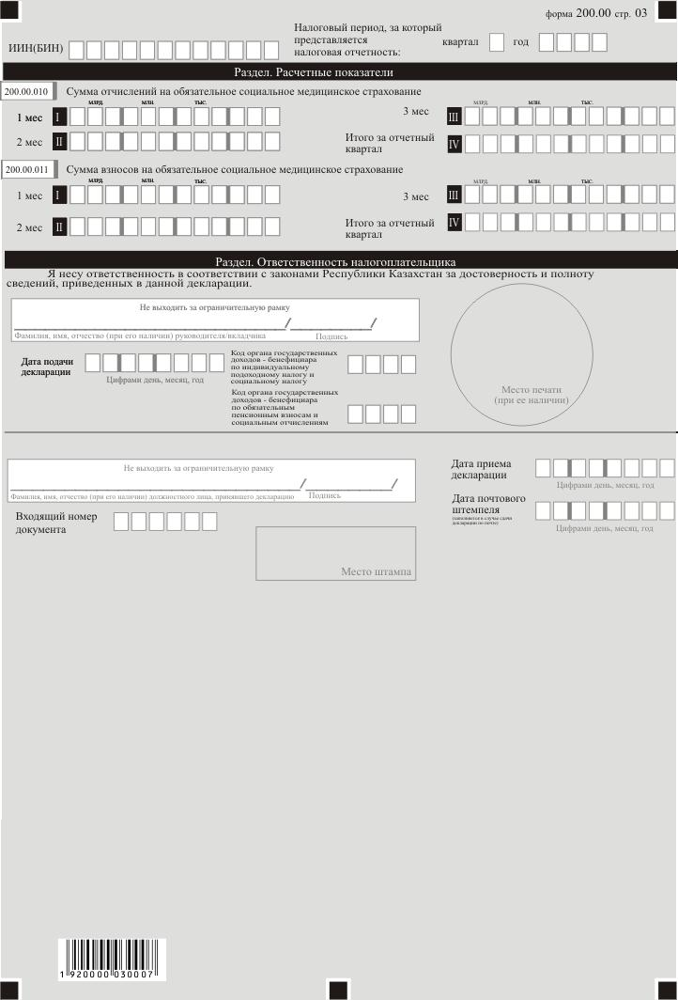 форма 200.00 стр. 03
Налоговый период, за который
представляется
налоговая отчетность:
квартал
год
ИИН(БИН)
Раздел. Расчетные показатели
200.00.010 Сумма отчислений на обязательное социальное медицинское страхование
МЛРД. МЛН. ТЫС. МЛРД. МЛН. ТЫС.
1 мес I 3 мес III
2 мес II Итого за отчетный IV
квартал
200.00.011 Сумма взносов на обязательное социальное медицинское страхование
МЛРД. МЛН. ТЫС. МЛРД. МЛН. ТЫС.
1 мес I 3 мес III
2 мес II Итого за отчетный IV
квартал
Раздел. Ответственность налогоплательщика
Я несу ответственность в соответствии с законами Республики Казахстан за достоверность и полноту
сведений, приведенных в данной декларации.
Не выходить за ограничительную рамку
Фамилия, имя, отчество (при его наличии) руководителя/вкладчика Подпись
Дата подачи
декларации
Цифрами день, месяц, год
Код органа государственных
доходов - бенефициара
по индивидуальному
подоходному налогу и
социальному налогу
Код органа государственных
доходов - бенефициара
по обязательным
пенсионным взносам и
социальным отчислениям
Место печати
(при ее наличии)
Не выходить за ограничительную рамку
Фамилия, имя, отчество (при его наличии) должностного лица, принявшего декларацию Подпись
Дата приема
декларации
Цифрами день, месяц, год
Дата почтового
штемпеля
(заполняется в случае сдачи
декларации по почте)
Цифрами день, месяц, год
Входящий номер
документа
Место штампа
1 920000 030007